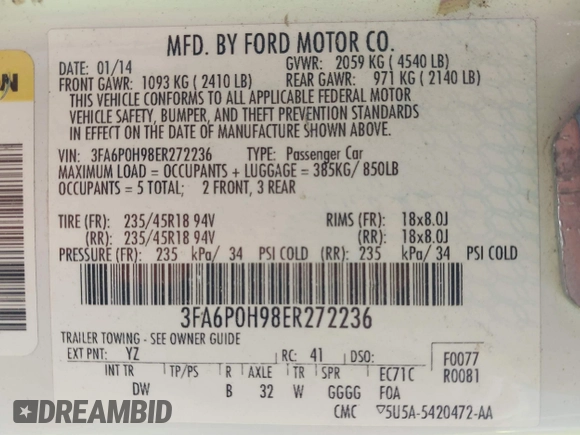 MFD. BY FORD MOTOR CO.
DATE: 01/14 GVWR: 2059 KG ( 4540 LB)
FRONT GAWR: 1093 KG ( 2410 LB) REAR GAWR: 971 KG ( 2140 LB)
THIS VEHICLE CONFORMS TO ALL APPLICABLE FEDERAL MOTOR
VEHICLE SAFETY, BUMPER, AND THEFT PREVENTION STANDARDS
IN EFFECT ON THE DATE OF MANUFACTURE SHOWN ABOVE.
VIN: 3FA6P0H98ER272236 TYPE: Passenger Car
MAXIMUM LOAD = OCCUPANTS + LUGGAGE = 385KG/ 850LB
OCCUPANTS = 5 TOTAL; 2 FRONT, 3 REAR
TIRE (FR): 235/45R18 94V RIMS (FR): 18x8.0J
(RR): 235/45R18 94V (RR): 18x8.0J
PRESSURE (FR): 235 kPa/ 34 PSI COLD (RR): 235 kPa/ 34 PSI COLD
3FA6P0H98ER272236
TRAILER TOWING - SEE OWNER GUIDE
EXT PNT: YZ RC: 41 DSO: F0077
INT TR TP/PS R AXLE TR SPR EC71C R0081
DW B 32 W GGGG FOA
CMC ▽5U5A-5420472-AA
DREAMBID